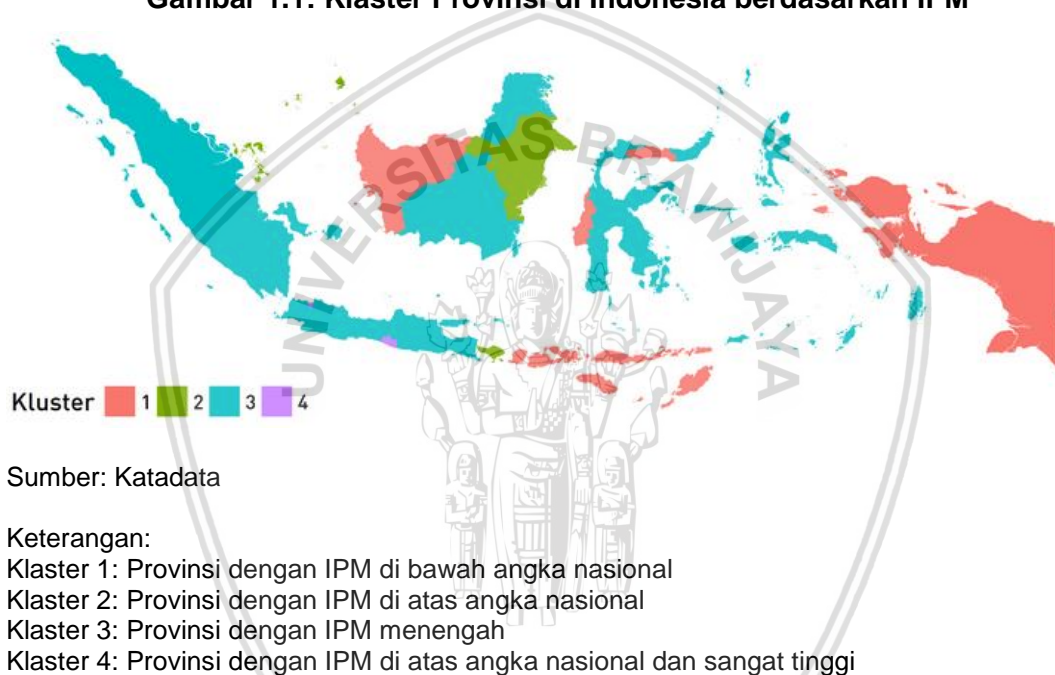 Gambar 1.1: Klaster Provinsi di Indonesia berdasarkan IPM
UNIVERSITAS BRAWIJAYA
Kluster 1 2 3 4
Sumber: Katadata
Keterangan:
Klaster 1: Provinsi dengan IPM di bawah angka nasional
Klaster 2: Provinsi dengan IPM di atas angka nasional
Klaster 3: Provinsi dengan IPM menengah
Klaster 4: Provinsi dengan IPM di atas angka nasional dan sangat tinggi